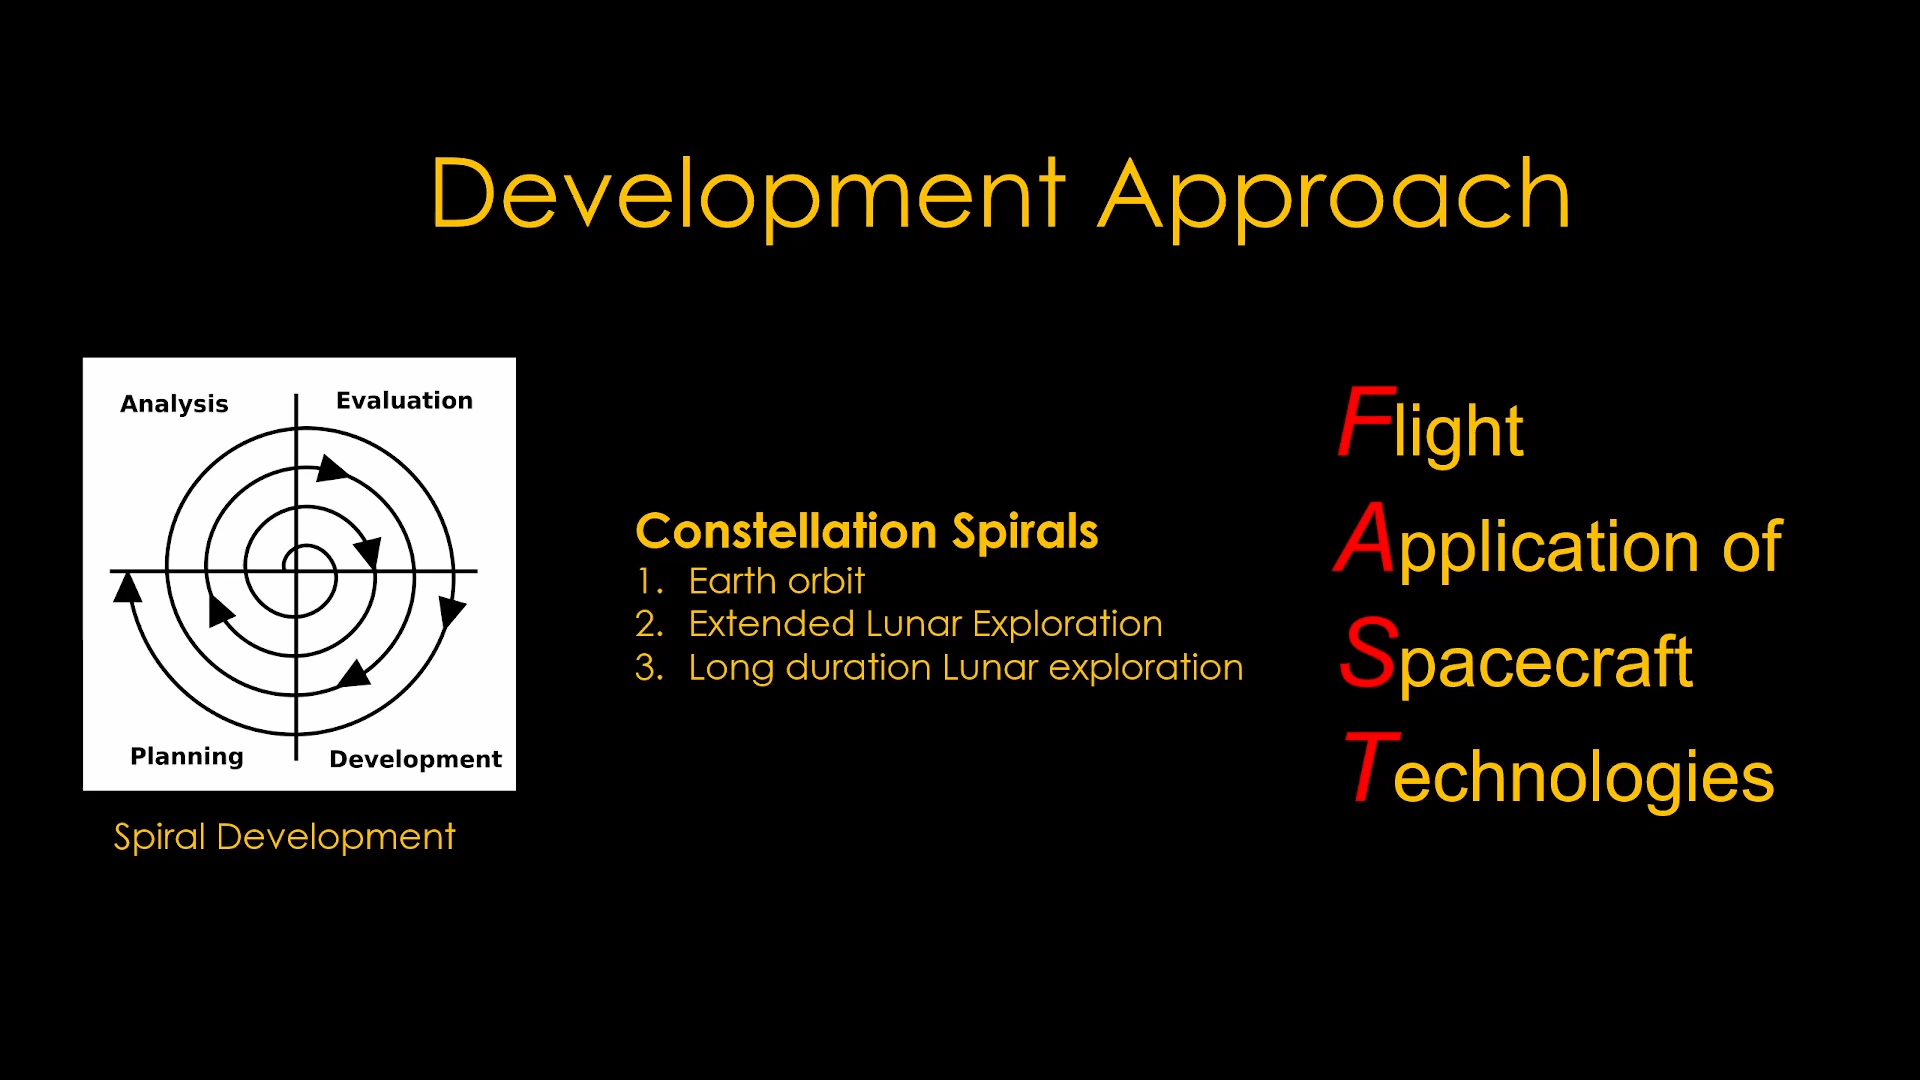 Development Approach
Analysis
Evaluation
Planning
Development
Spiral Development
Constellation Spirals
1. Earth orbit
2. Extended Lunar Exploration
3. Long duration Lunar exploration
Flight
Application of
Spacecraft
Technologies